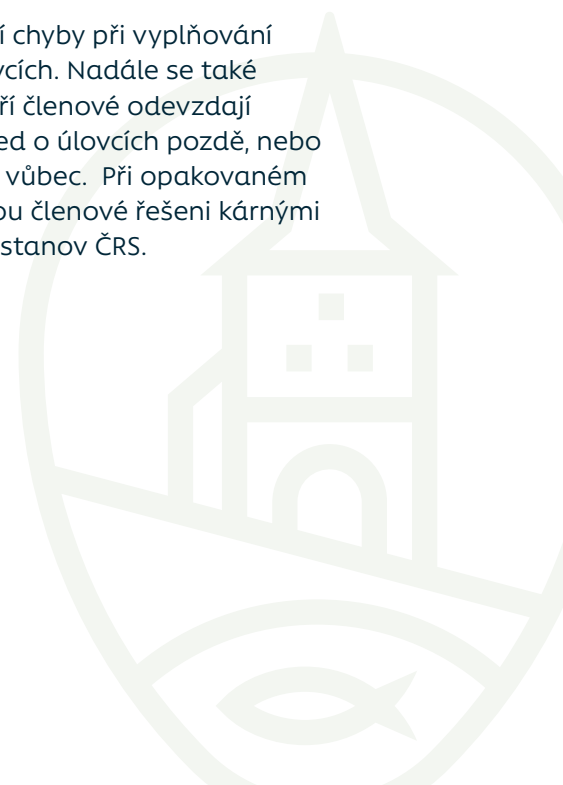 í chyby při vyplňování
vcích. Nadále se také
ří členové odevzdají
ed o úlovcích pozdě, nebo
vůbec. Při opakovaném
ou členové řešeni kárnými
stanov ČRS.